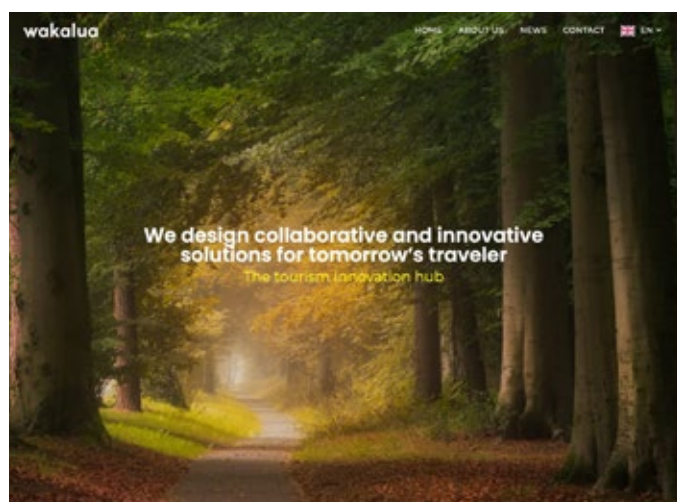 wakalua
HOME ABOUT US NEWS CONTACT EN
We design collaborative and innovative
solutions for tomorrow's traveler
The tourism innovation hub